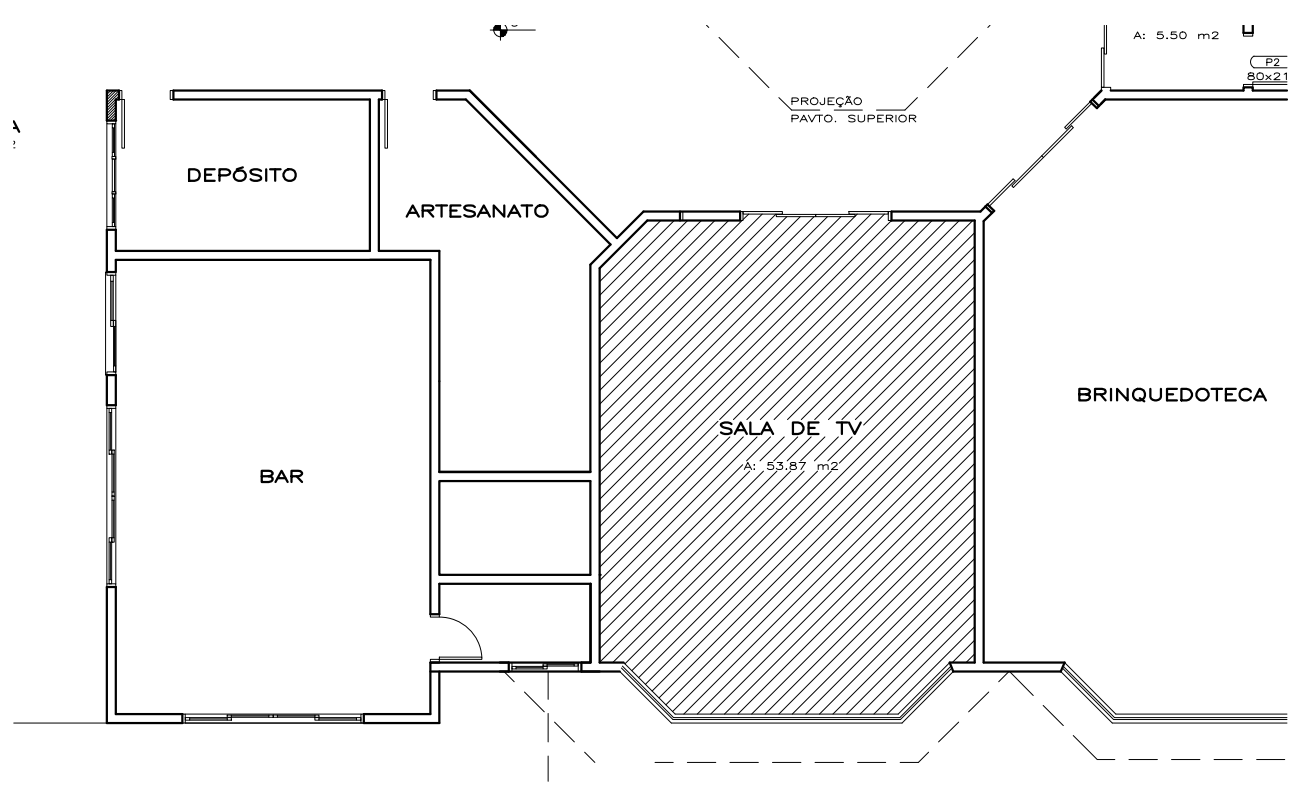 A: 5.50 m2
P2
80x21
PROJEÇÃO
PAVTO. SUPERIOR
DEPÓSITO
ARTESANATO
BRINQUEDOTECA
SALA DE TV
A: 53.87 m2
BAR